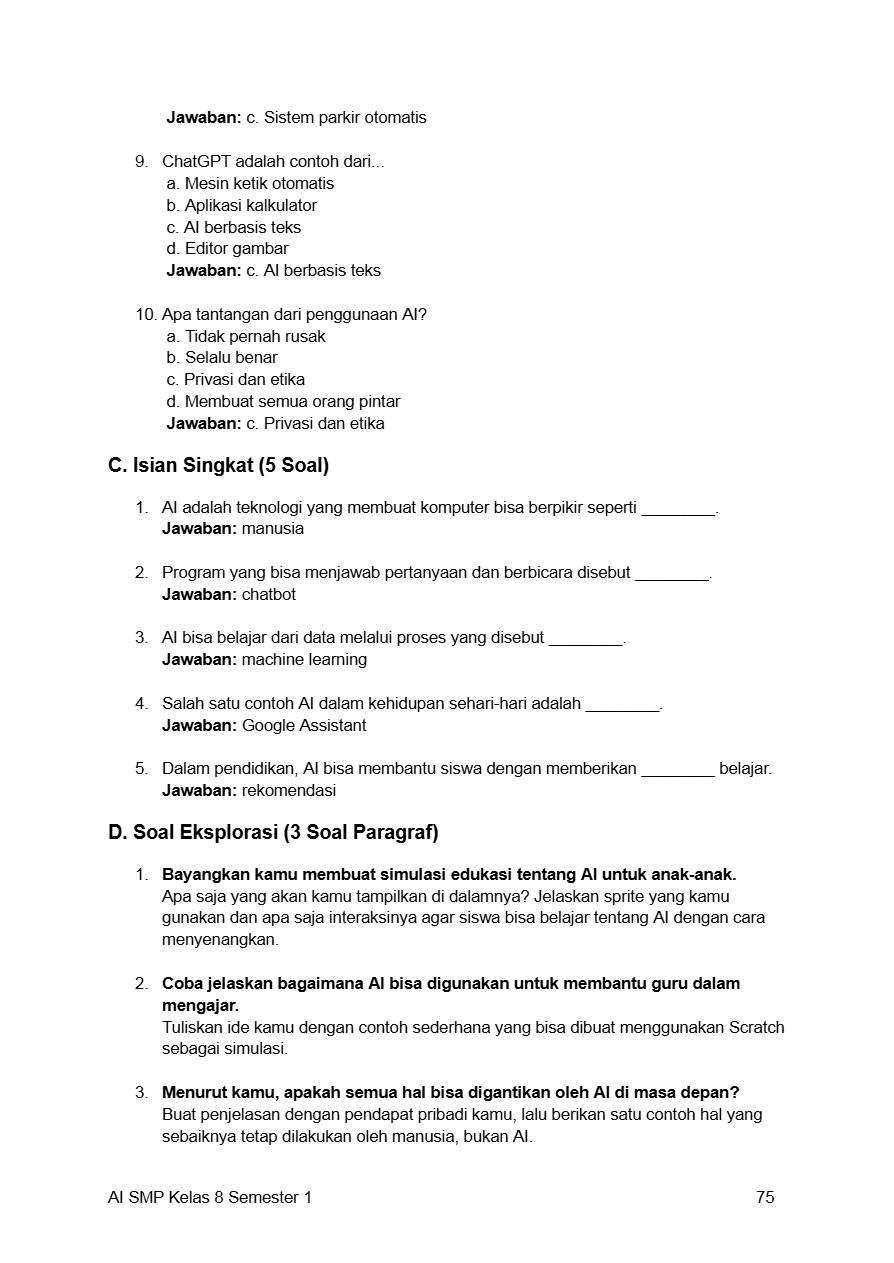 Jawaban: c. Sistem parkir otomatis
9. ChatGPT adalah contoh dari...
a. Mesin ketik otomatis
b. Aplikasi kalkulator
c. AI berbasis teks
d. Editor gambar
Jawaban: c. AI berbasis teks
10. Apa tantangan dari penggunaan AI?
a. Tidak pernah rusak
b. Selalu benar
c. Privasi dan etika
d. Membuat semua orang pintar
Jawaban: c. Privasi dan etika
C. Isian Singkat (5 Soal)
1. AI adalah teknologi yang membuat komputer bisa berpikir seperti ________.
Jawaban: manusia
2. Program yang bisa menjawab pertanyaan dan berbicara disebut ________.
Jawaban: chatbot
3. AI bisa belajar dari data melalui proses yang disebut ________.
Jawaban: machine learning
4. Salah satu contoh AI dalam kehidupan sehari-hari adalah ________.
Jawaban: Google Assistant
5. Dalam pendidikan, AI bisa membantu siswa dengan memberikan ________ belajar.
Jawaban: rekomendasi
D. Soal Eksplorasi (3 Soal Paragraf)
1. Bayangkan kamu membuat simulasi edukasi tentang AI untuk anak-anak.
Apa saja yang akan kamu tampilkan di dalamnya? Jelaskan sprite yang kamu
gunakan dan apa saja interaksinya agar siswa bisa belajar tentang AI dengan cara
menyenangkan.
2. Coba jelaskan bagaimana AI bisa digunakan untuk membantu guru dalam
mengajar.
Tuliskan ide kamu dengan contoh sederhana yang bisa dibuat menggunakan Scratch
sebagai simulasi.
3. Menurut kamu, apakah semua hal bisa digantikan oleh AI di masa depan?
Buat penjelasan dengan pendapat pribadi kamu, lalu berikan satu contoh hal yang
sebaiknya tetap dilakukan oleh manusia, bukan AI.
AI SMP Kelas 8 Semester 1 75